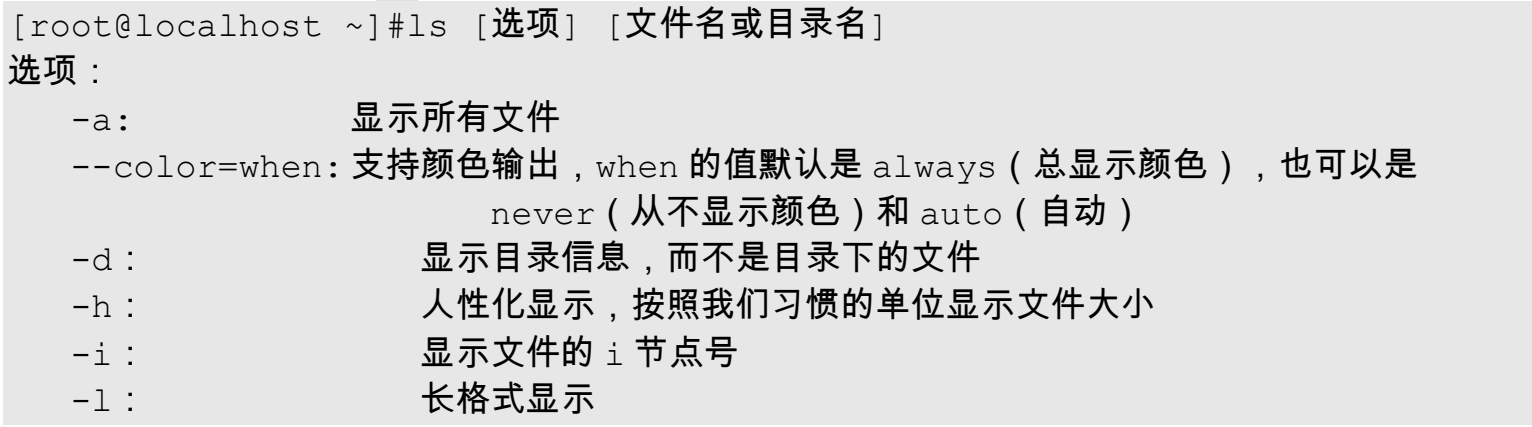 [root@localhost ~]#ls [选项] [文件名或目录名]
选项：
-a: 显示所有文件
--color=when: 支持颜色输出，when 的值默认是 always（总显示颜色），也可以是
never（从不显示颜色）和 auto（自动）
-d： 显示目录信息，而不是目录下的文件
-h： 人性化显示，按照我们习惯的单位显示文件大小
-i： 显示文件的 i 节点号
-l： 长格式显示